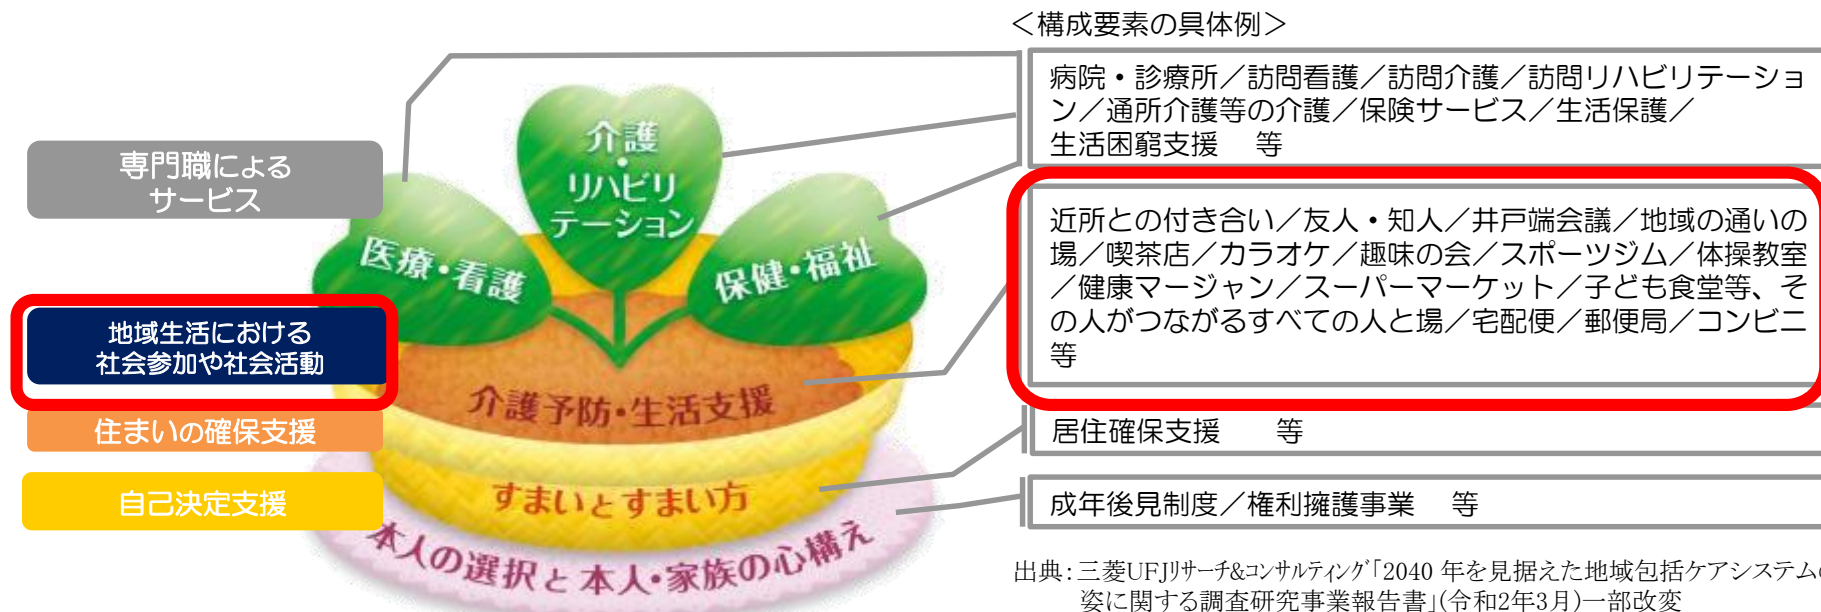 ＜構成要素の具体例＞
専門職による
サービス
地域生活における
社会参加や社会活動
住まいの確保支援
自己決定支援
介護
・
リハビリ
テーション
医療・看護
保健・福祉
介護予防・生活支援
すまいとすまい方
本人の選択と本人・家族の心構え
病院・診療所／訪問看護／訪問介護／訪問リハビリテーショ
ン／通所介護等の介護／保険サービス／生活保護／
生活困窮支援　等
近所との付き合い／友人・知人／井戸端会議／地域の通いの
場／喫茶店／カラオケ／趣味の会／スポーツジム／体操教室
／健康マージャン／スーパーマーケット／子ども食堂等、そ
の人がつながるすべての人と場／宅配便／郵便局／コンビニ
等
居住確保支援　　等
成年後見制度／権利擁護事業　等
出典：三菱UFJリサーチ&コンサルティング「2040 年を見据えた地域包括ケアシステムの
姿に関する調査研究事業報告書」(令和2年3月)一部改変